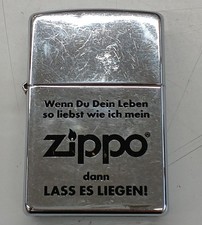 Wenn Du Dein Leben
so liebst wie ich mein
zippo
dann
LASS ES LIEGEN!